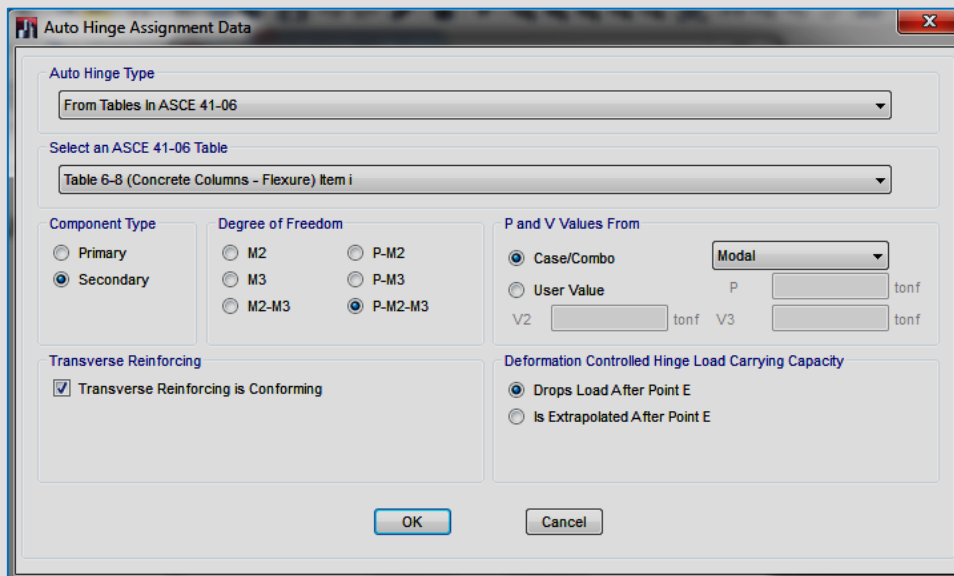 Auto Hinge Assignment Data
Auto Hinge Type
From Tables In ASCE 41-06
Select an ASCE 41-06 Table
Table 6-8 (Concrete Columns - Flexure) Item i
Component Type
Primary
Secondary
Degree of Freedom
M2
P-M2
M3
P-M3
M2-M3
P-M2-M3
P and V Values From
Case/Combo
Modal
User Value
P
tonf
V2
tonf
V3
tonf
Transverse Reinforcing
Transverse Reinforcing is Conforming
Deformation Controlled Hinge Load Carrying Capacity
Drops Load After Point E
Is Extrapolated After Point E
OK
Cancel